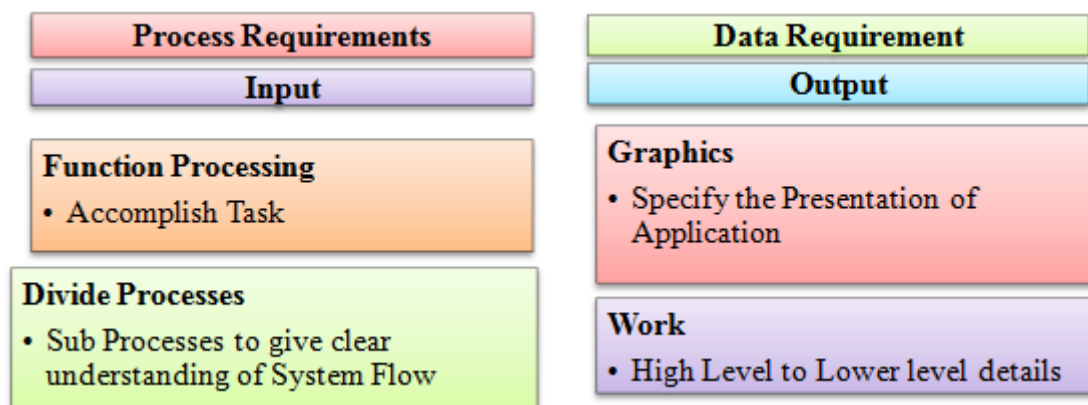 Process Requirements
Input
Function Processing
• Accomplish Task
Divide Processes
• Sub Processes to give clear
understanding of System Flow
Data Requirement
Output
Graphics
• Specify the Presentation of
Application
Work
• High Level to Lower level details